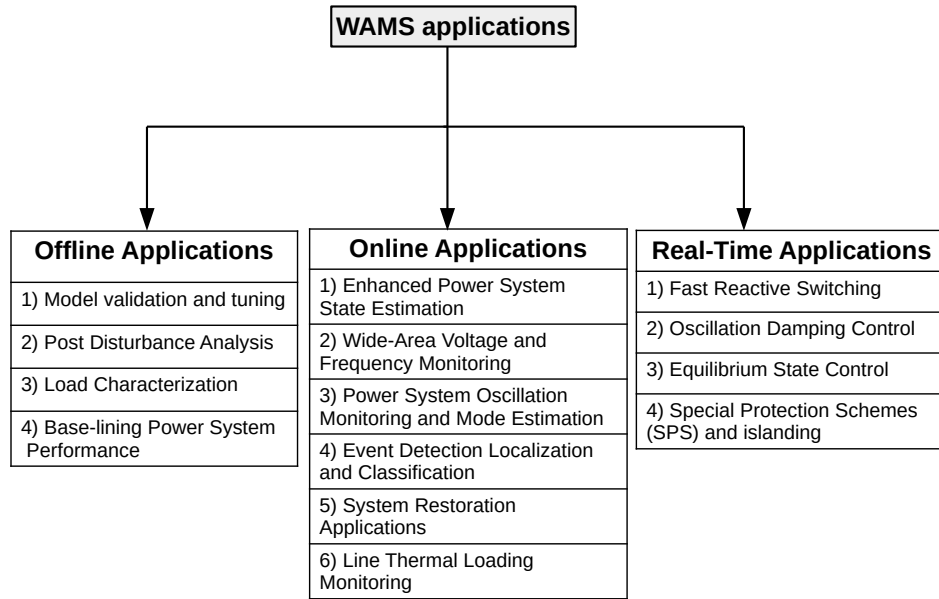 WAMS applications
Offline Applications
1) Model validation and tuning
2) Post Disturbance Analysis
3) Load Characterization
4) Base-lining Power System
Performance
Online Applications
1) Enhanced Power System
State Estimation
2) Wide-Area Voltage and
Frequency Monitoring
3) Power System Oscillation
Monitoring and Mode Estimation
4) Event Detection Localization
and Classification
5) System Restoration
Applications
6) Line Thermal Loading
Monitoring
Real-Time Applications
1) Fast Reactive Switching
2) Oscillation Damping Control
3) Equilibrium State Control
4) Special Protection Schemes
(SPS) and islanding